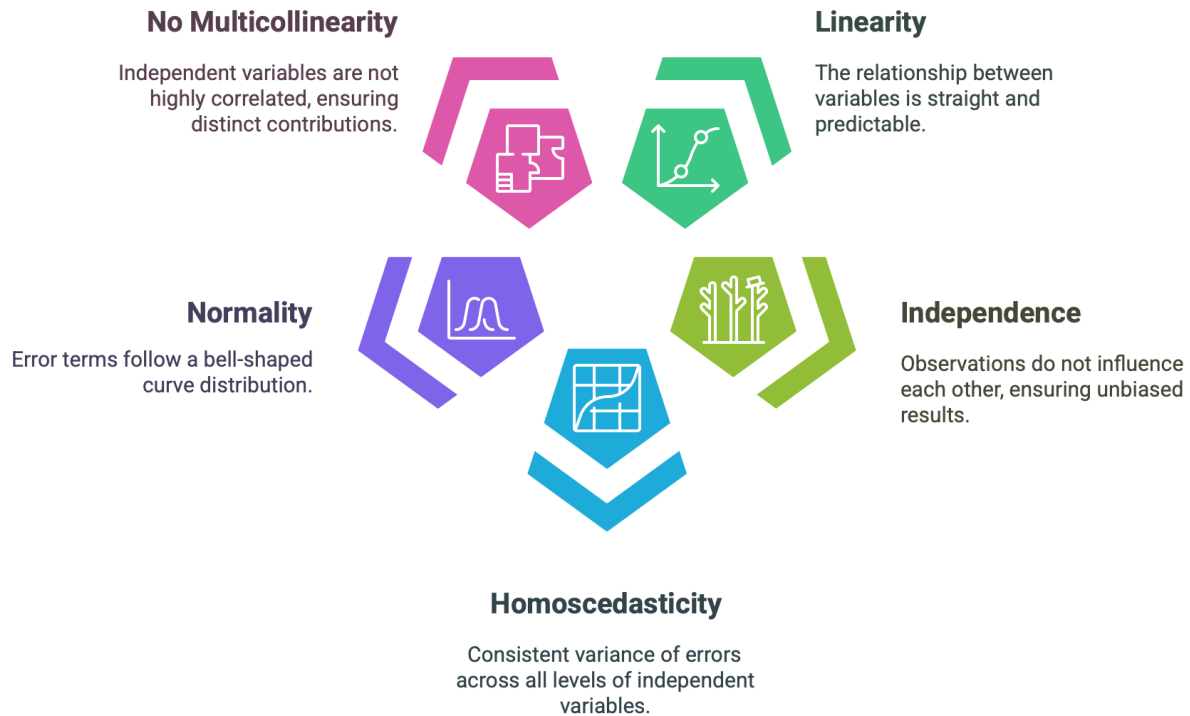 No Multicollinearity
Independent variables are not
highly correlated, ensuring
distinct contributions.
Linearity
The relationship between
variables is straight and
predictable.
Normality
Error terms follow a bell-shaped
curve distribution.
Independence
Observations do not influence
each other, ensuring unbiased
results.
Homoscedasticity
Consistent variance of errors
across all levels of independent
variables.